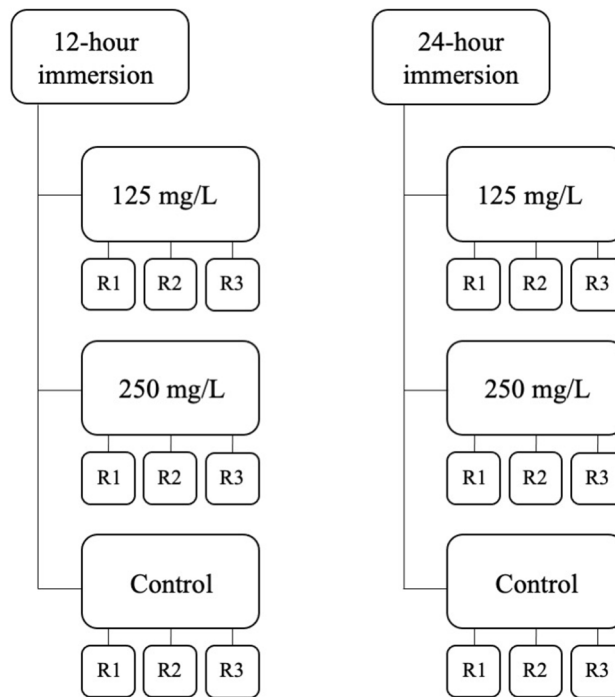 12-hour
immersion
125 mg/L
R1 R2 R3
250 mg/L
R1 R2 R3
Control
R1 R2 R3
24-hour
immersion
125 mg/L
R1 R2 R3
250 mg/L
R1 R2 R3
Control
R1 R2 R3